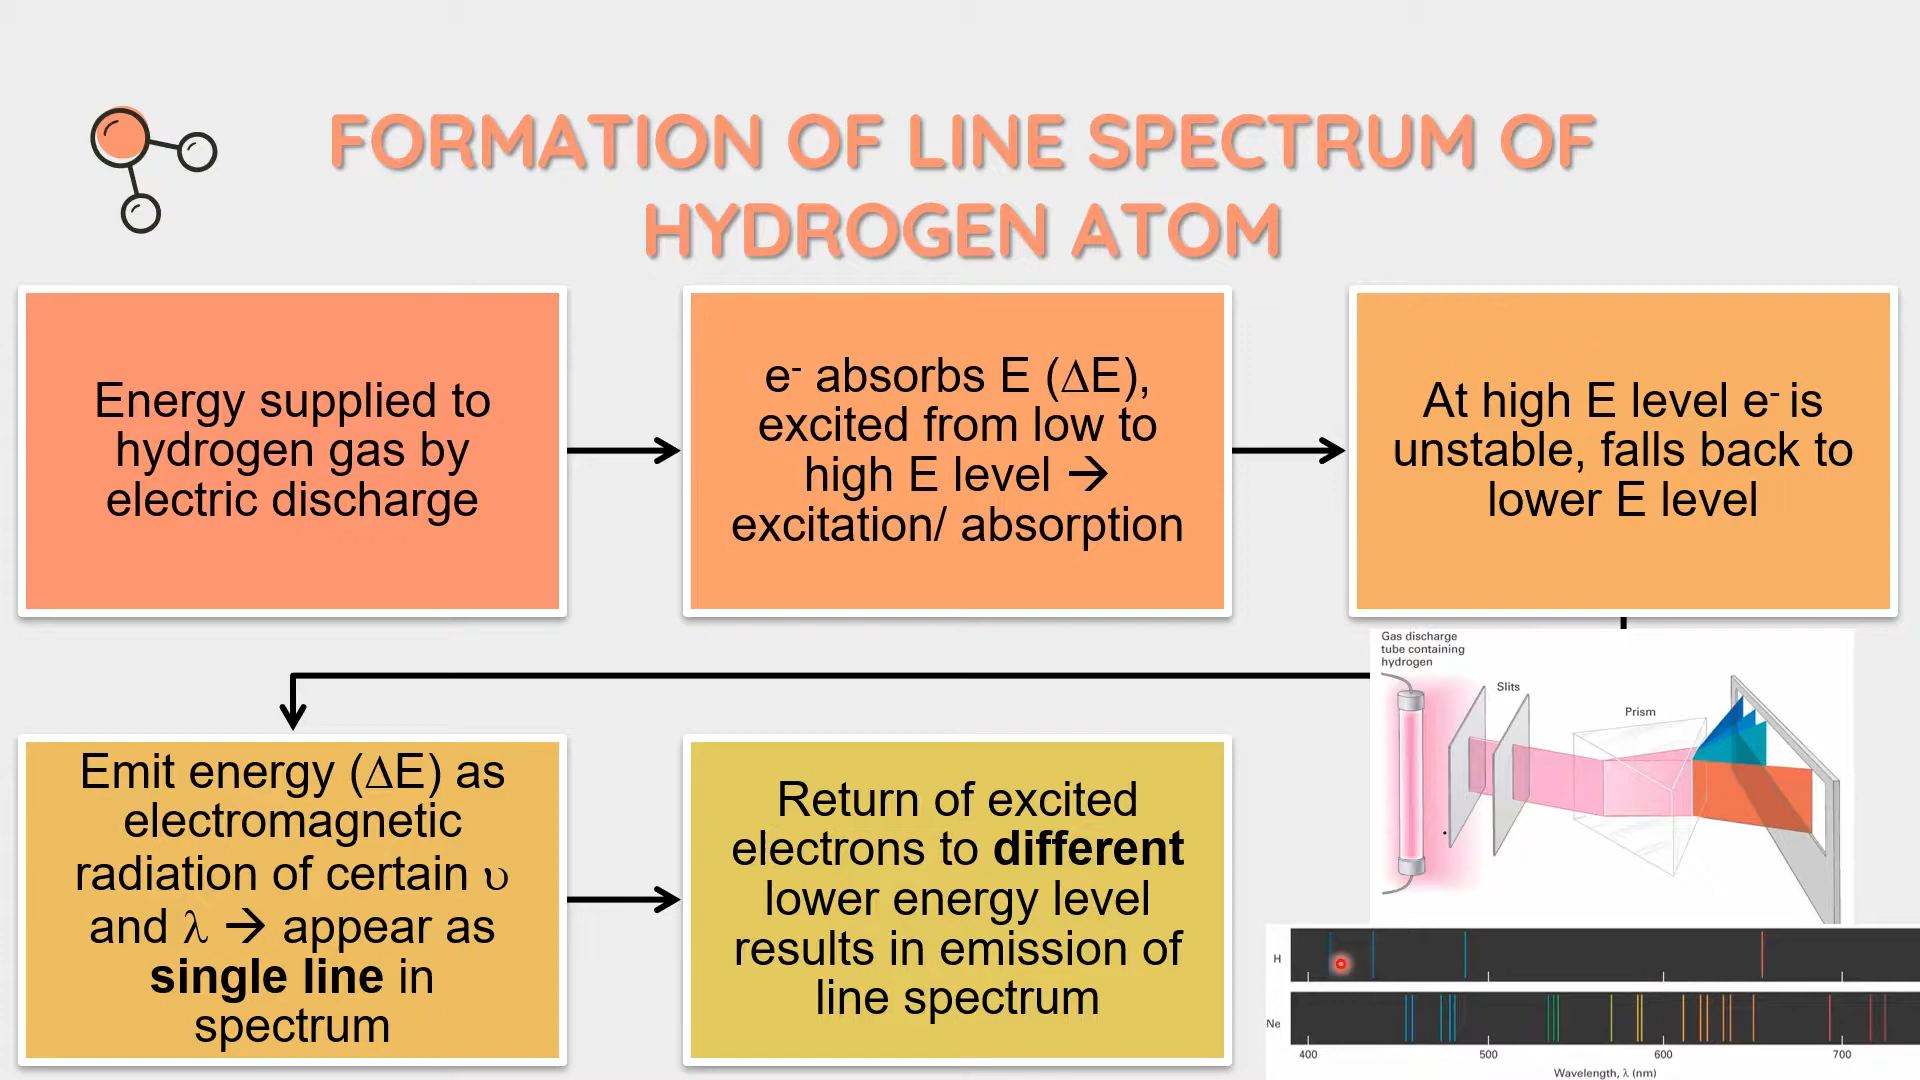 FORMATION OF LINE SPECTRUM OF
HYDROGEN ATOM
Energy supplied to
hydrogen gas by
electric discharge
e⁻ absorbs E (ΔE),
excited from low to
high E level →
excitation/ absorption
At high E level e⁻ is
unstable, falls back to
lower E level
Emit energy (ΔE) as
electromagnetic
radiation of certain υ
and λ → appear as
single line in
spectrum
Return of excited
electrons to different
lower energy level
results in emission of
line spectrum
Gas discharge
tube containing
hydrogen
Slits
Prism
H
Ne
400 500 600 700
Wavelength, λ (nm)